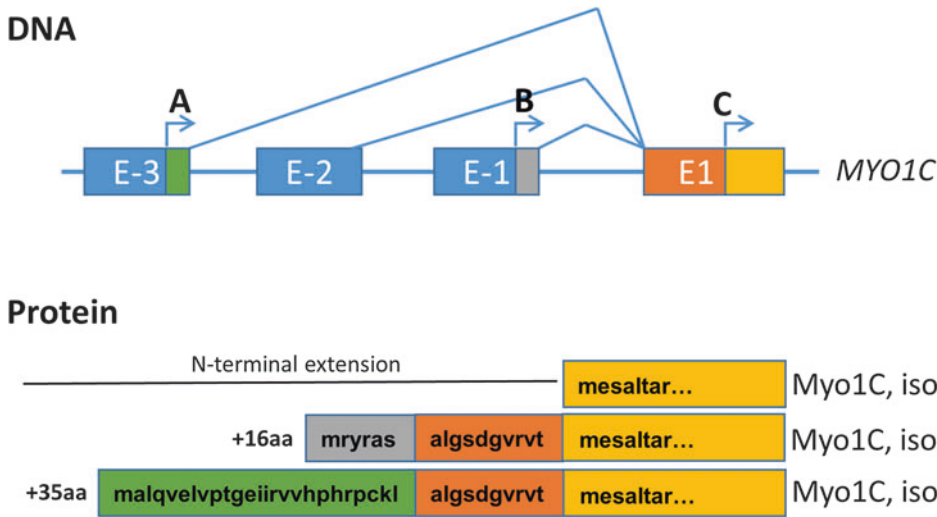 DNA
A B C
E-3 E-2 E-1 E1 MYO1C
Protein
N-terminal extension
mesaltar... Myo1C, iso
+16aa mryras algsdgvrvt mesaltar... Myo1C, iso
+35aa malqvelvptgeiirvvhphrpckl algsdgvrvt mesaltar... Myo1C, iso